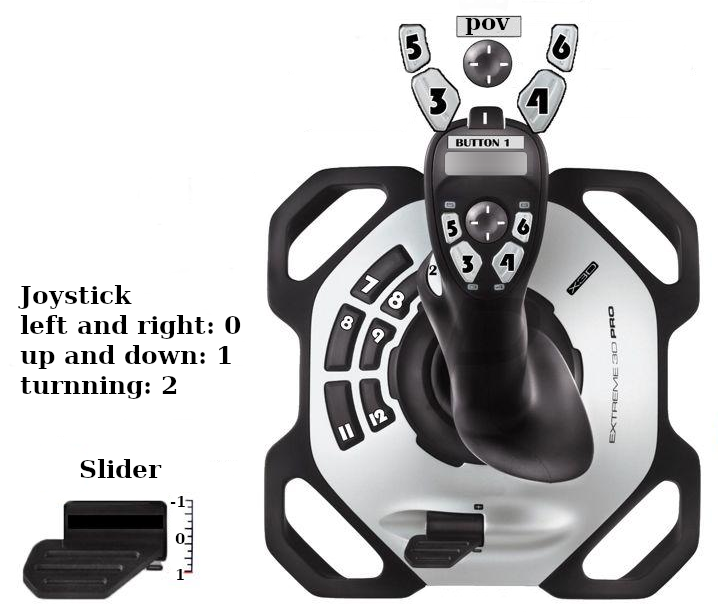 pov
5
6
3
4
BUTTON 1
5
6
3
4
2
7
8
8
9
11
12
X3D
EXTREME 3D PRO
Joystick
left and right: 0
up and down: 1
turnning: 2
Slider
-1
0
1